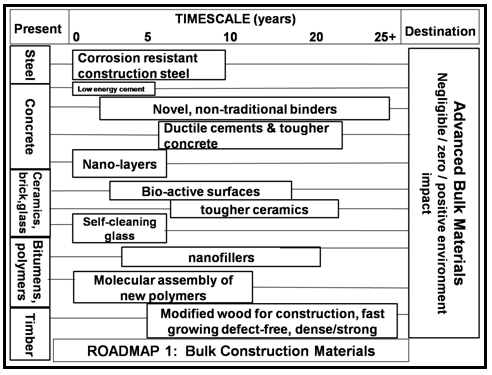 Present
TIMESCALE (years)
Destination
0 5 10 20 25+
Steel
Corrosion resistant
construction steel
Concrete
Low energy cement
Novel, non-traditional binders
Ductile cements & tougher
concrete
Nano-layers
Ceramics,
brick,glass
Bio-active surfaces
tougher ceramics
Self-cleaning
glass
Bitumens,
polymers
nanofillers
Molecular assembly of
new polymers
Timber
Modified wood for construction, fast
growing defect-free, dense/strong
Advanced Bulk Materials
Negligible / zero / positive environment
impact
ROADMAP 1: Bulk Construction Materials